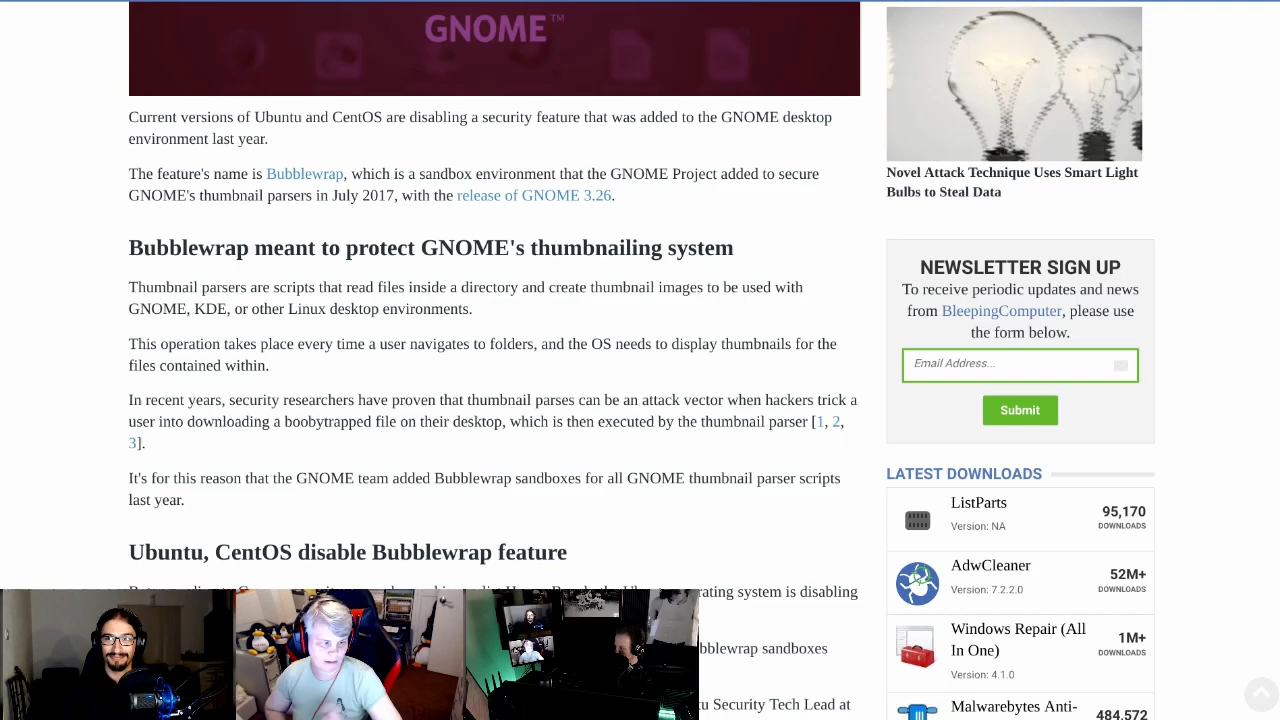 GNOME™
Current versions of Ubuntu and CentOS are disabling a security feature that was added to the GNOME desktop
environment last year.
The feature's name is Bubblewrap, which is a sandbox environment that the GNOME Project added to secure
GNOME's thumbnail parsers in July 2017, with the release of GNOME 3.26.
Bubblewrap meant to protect GNOME's thumbnailing system
Thumbnail parsers are scripts that read files inside a directory and create thumbnail images to be used with
GNOME, KDE, or other Linux desktop environments.
This operation takes place every time a user navigates to folders, and the OS needs to display thumbnails for the
files contained within.
In recent years, security researchers have proven that thumbnail parses can be an attack vector when hackers trick a
user into downloading a boobytrapped file on their desktop, which is then executed by the thumbnail parser [1, 2,
3].
It's for this reason that the GNOME team added Bubblewrap sandboxes for all GNOME thumbnail parser scripts
last year.
Ubuntu, CentOS disable Bubblewrap feature
rating system is disabling
bblewrap sandboxes
tu Security Tech Lead at
Novel Attack Technique Uses Smart Light
Bulbs to Steal Data
NEWSLETTER SIGN UP
To receive periodic updates and news
from BleepingComputer, please use
the form below.
Email Address...
Submit
LATEST DOWNLOADS
ListParts
Version: NA
95,170
DOWNLOADS
AdwCleaner
Version: 7.2.2.0
52M+
DOWNLOADS
Windows Repair (All
In One)
Version: 4.1.0
1M+
DOWNLOADS
Malwarebytes Anti-
484,572